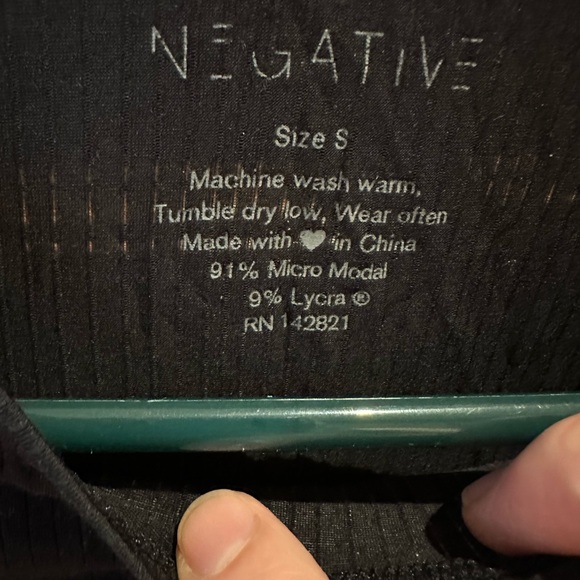 NEGATIVE
Size S
Machine wash warm,
Tumble dry low, Wear often
Made with ♥ in China
91% Micro Modal
9% Lycra ®
RN 142821